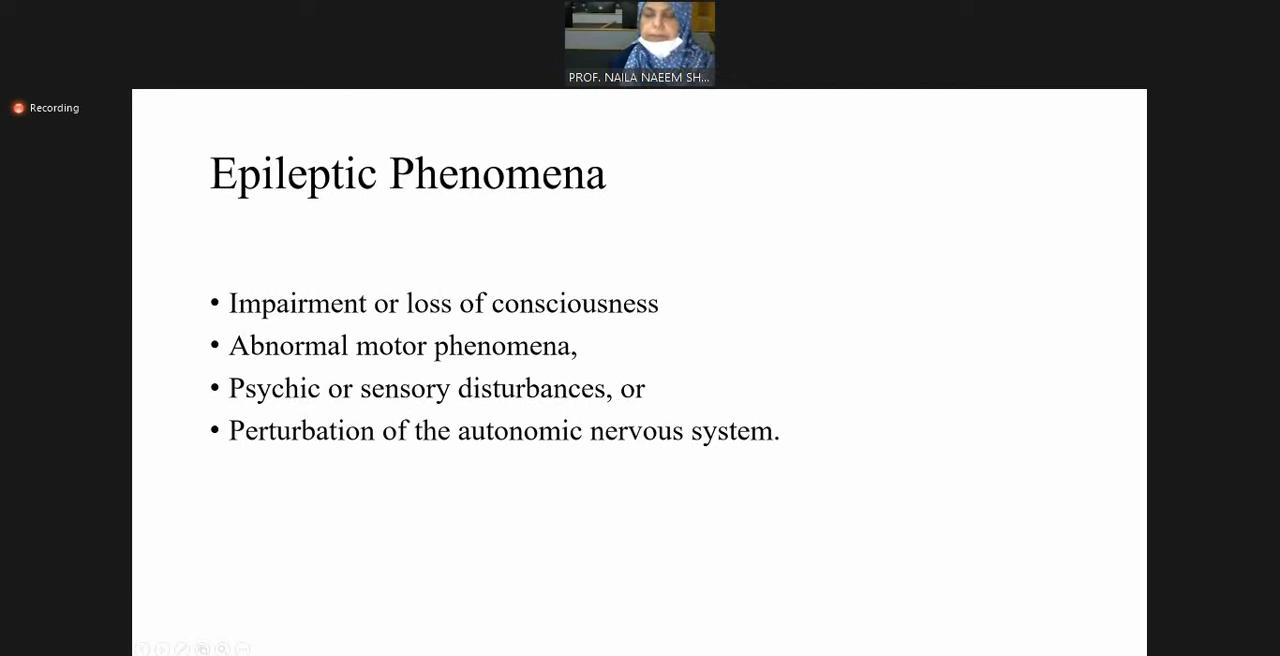 PROF. NAILA NAEEM SH...
Recording
Epileptic Phenomena
• Impairment or loss of consciousness
• Abnormal motor phenomena,
• Psychic or sensory disturbances, or
• Perturbation of the autonomic nervous system.